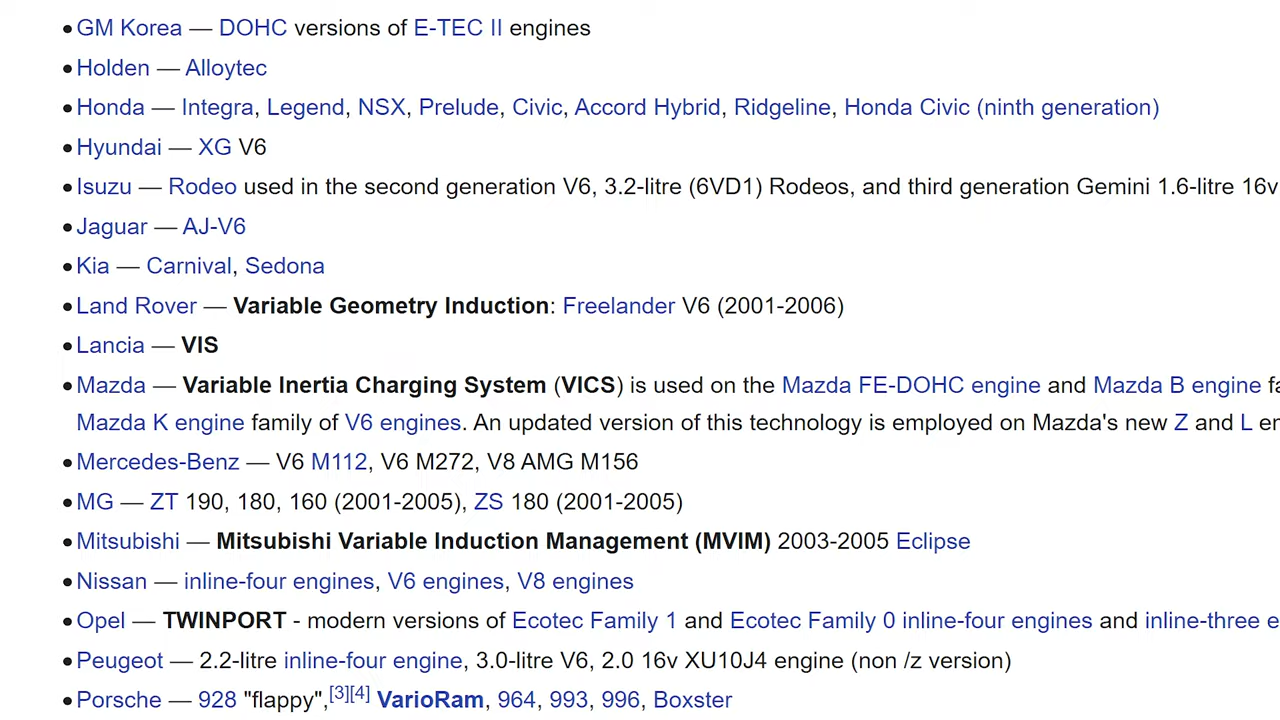 • GM Korea — DOHC versions of E-TEC II engines
• Holden — Alloytec
• Honda — Integra, Legend, NSX, Prelude, Civic, Accord Hybrid, Ridgeline, Honda Civic (ninth generation)
• Hyundai — XG V6
• Isuzu — Rodeo used in the second generation V6, 3.2-litre (6VD1) Rodeos, and third generation Gemini 1.6-litre 16v
• Jaguar — AJ-V6
• Kia — Carnival, Sedona
• Land Rover — Variable Geometry Induction: Freelander V6 (2001-2006)
• Lancia — VIS
• Mazda — Variable Inertia Charging System (VICS) is used on the Mazda FE-DOHC engine and Mazda B engine
Mazda K engine family of V6 engines. An updated version of this technology is employed on Mazda's new Z and L
• Mercedes-Benz — V6 M112, V6 M272, V8 AMG M156
• MG — ZT 190, 180, 160 (2001-2005), ZS 180 (2001-2005)
• Mitsubishi — Mitsubishi Variable Induction Management (MVIM) 2003-2005 Eclipse
• Nissan — inline-four engines, V6 engines, V8 engines
• Opel — TWINPORT - modern versions of Ecotec Family 1 and Ecotec Family 0 inline-four engines and inline-three
• Peugeot — 2.2-litre inline-four engine, 3.0-litre V6, 2.0 16v XU10J4 engine (non /z version)
• Porsche — 928 "flappy",[3][4] VarioRam, 964, 993, 996, Boxster